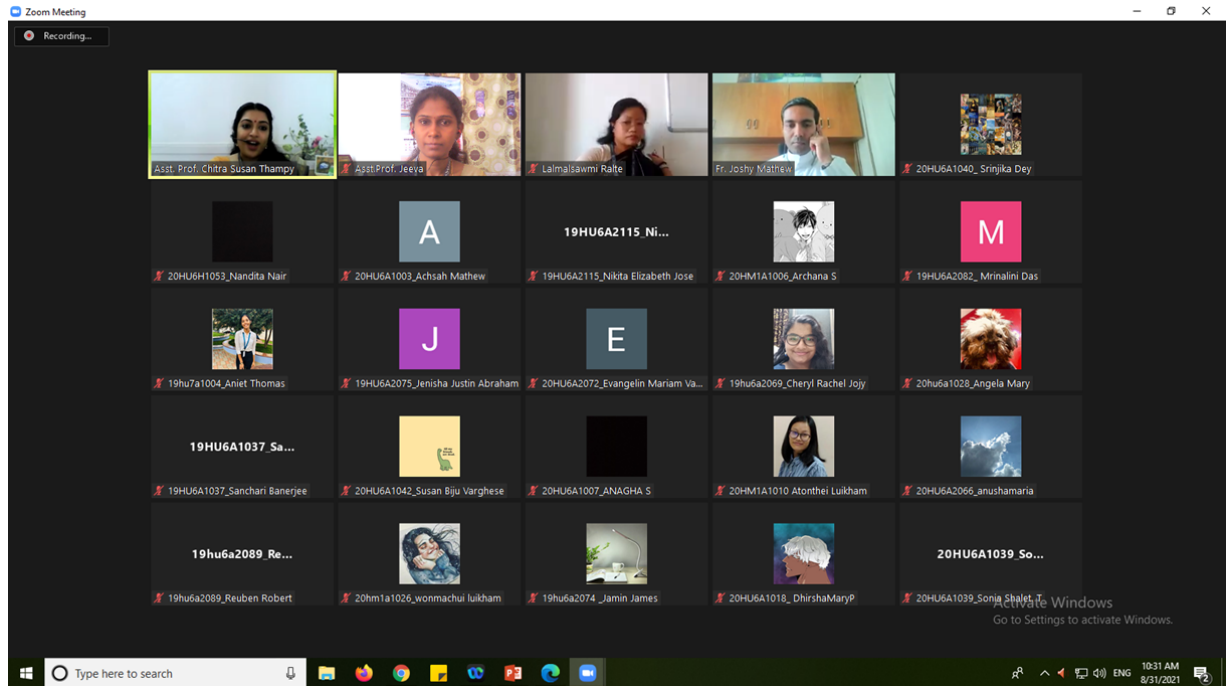 Zoom Meeting
Recording...
Asst. Prof. Chitra Susan Thampy
Asst.Prof. Jeeva
Lalmalsawmi Ralte
Fr. Joshy Mathew
20HU6A1040_ Srinjika Dey
20HU6H1053_Nandita Nair
A
20HU6A1003_Achsah Mathew
19HU6A2115_Ni...
19HU6A2115_Nikita Elizabeth Jose
20HM1A1006_Archana S
M
19HU6A2082_ Mrinalini Das
19hu7a1004_Aniet Thomas
J
19HU6A2075_Jenisha Justin Abraham
E
20HU6A2072_Evangelin Mariam Va...
19hu6a2069_Cheryl Rachel Jojy
20hu6a1028_Angela Mary
19HU6A1037_Sa...
19HU6A1037_Sanchari Banerjee
20HU6A1042_Susan Biju Varghese
20HU6A1007_ANAGHA S
20HM1A1010 Atonthei Luikham
20HU6A2066_anushamaria
19hu6a2089_Re...
19hu6a2089_Reuben Robert
20hm1a1026_wonmachui luikham
19hu6a2074 _Jamin James
20HU6A1018_ DhirshaMaryP
20HU6A1039_So...
20HU6A1039_Sonia Shalet. T
Activate Windows
Go to Settings to activate Windows.
Type here to search
ENG
10:31 AM
8/31/2021
2